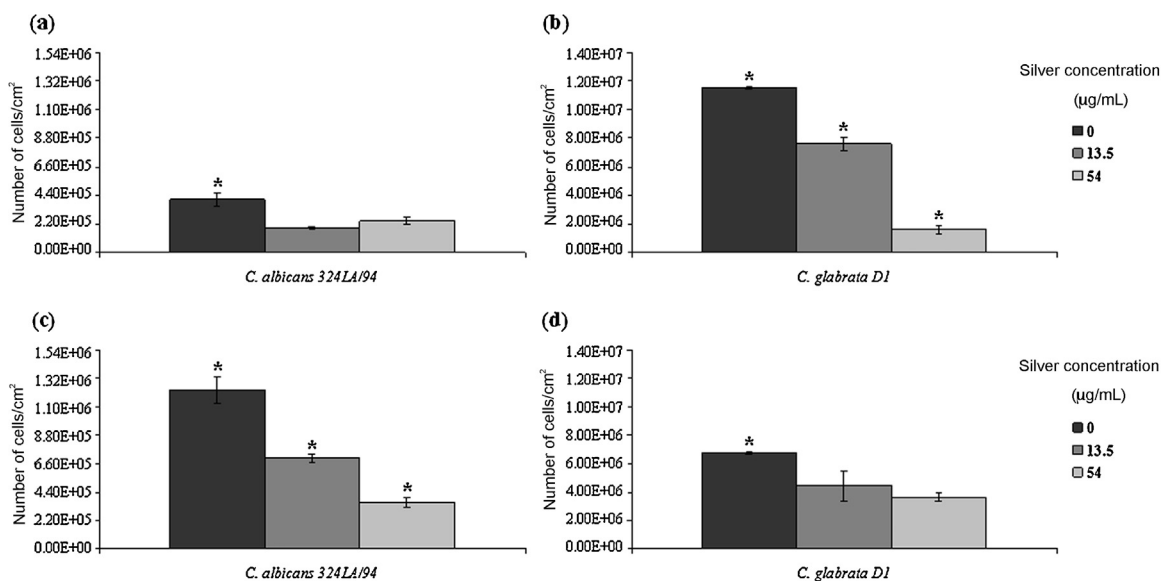 (a)
Number of cells/cm²
1.54E+06
1.32E+06
1.10E+06
8.80E+05
6.60E+05
4.40E+05
2.20E+05
0.00E+00
*
C. albicans 324LA/94
(b)
Number of cells/cm²
1.40E+07
1.20E+07
1.00E+07
8.00E+06
6.00E+06
4.00E+06
2.00E+06
0.00E+00
*
*
*
C. glabrata D1
Silver concentration
(µg/mL)
0
13.5
54
(c)
Number of cells/cm²
1.54E+06
1.32E+06
1.10E+06
8.80E+05
6.60E+05
4.40E+05
2.20E+05
0.00E+00
*
*
*
C. albicans 324LA/94
(d)
Number of cells/cm²
1.40E+07
1.20E+07
1.00E+07
8.00E+06
6.00E+06
4.00E+06
2.00E+06
0.00E+00
*
C. glabrata D1
Silver concentration
(µg/mL)
0
13.5
54